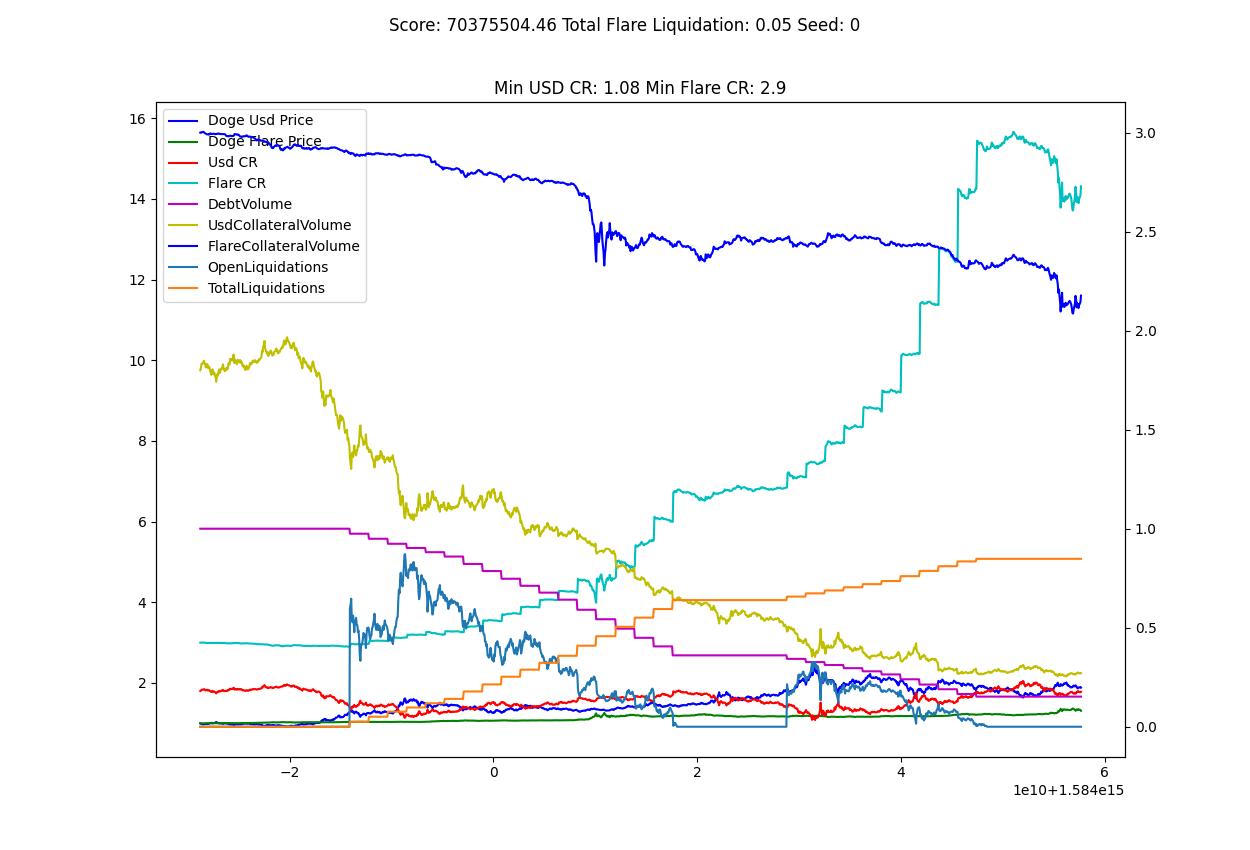 Score: 70375504.46 Total Flare Liquidation: 0.05 Seed: 0
Min USD CR: 1.08 Min Flare CR: 2.9
Doge Usd Price
Doge Flare Price
Usd CR
Flare CR
DebtVolume
UsdCollateralVolume
FlareCollateralVolume
OpenLiquidations
TotalLiquidations
16
14
12
10
8
6
4
2
3.0
2.5
2.0
1.5
1.0
0.5
0.0
−2 0 2 4 6
1e10+1.584e15